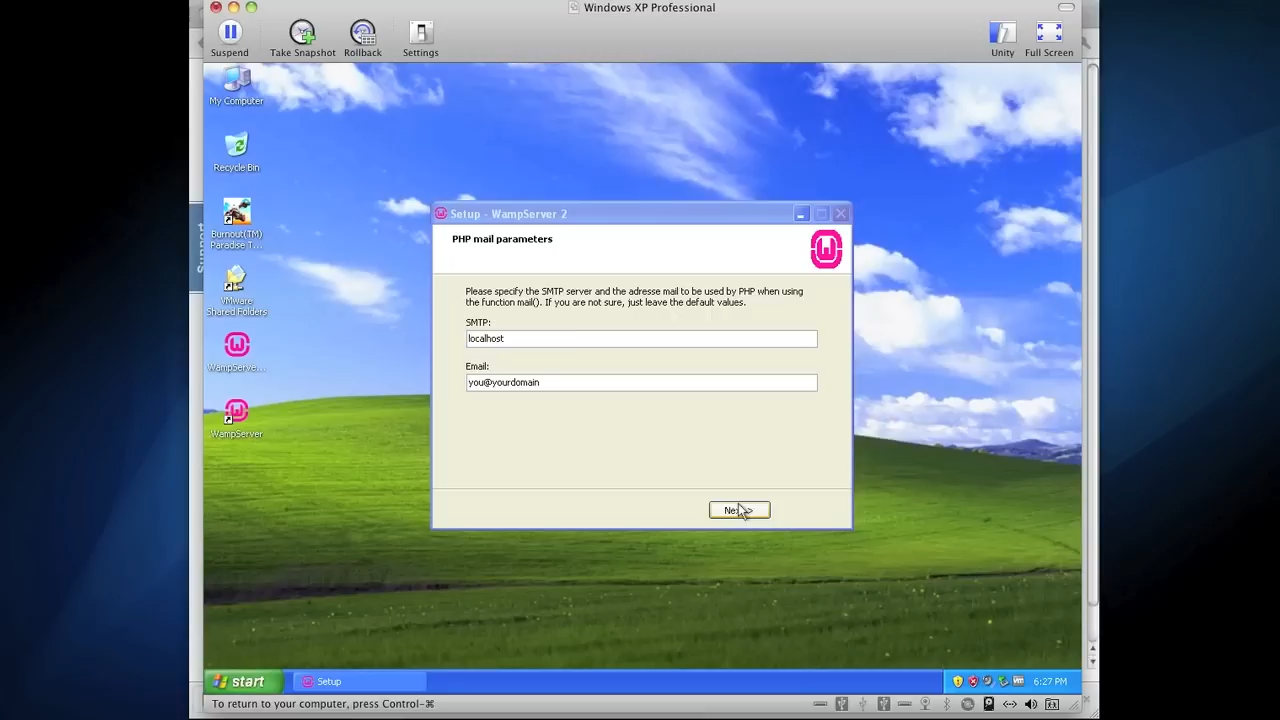 Windows XP Professional
Suspend
Take Snapshot
Rollback
Settings
Unity
Full Screen
My Computer
Recycle Bin
Burnout(TM)
Paradise T...
VMware
Shared Folders
WampServe...
WampServer
Support
Setup - WampServer 2
PHP mail parameters
Please specify the SMTP server and the adresse mail to be used by PHP when using
the function mail(). If you are not sure, just leave the default values.
SMTP:
localhost
Email:
you@yourdomain
Next >
start
Setup
6:27 PM
To return to your computer, press Control-⌘